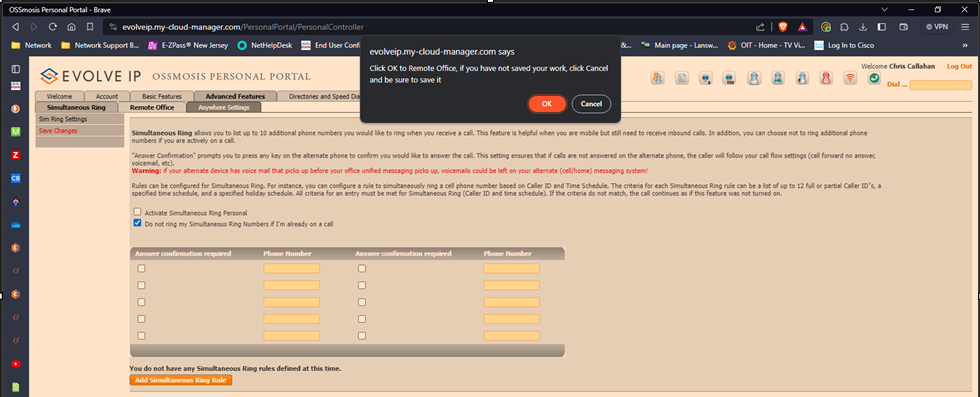 OSSmosis Personal Portal - Brave
evolveip.my-cloud-manager.com/PersonalPortal/PersonalController
VPN
Network
Network Support B...
E-ZPass® New Jersey
NetHelpDesk
End User Confi
&...
Main page - Lansw...
OIT - Home - TV Vi...
Log In to Cisco
evolveip.my-cloud-manager.com says
Click OK to Remote Office, if you have not saved your work, click Cancel
and be sure to save it
OK
Cancel
EVOLVE IP
OSSMOSIS PERSONAL PORTAL
Welcome Chris Callahan
Log Out
Dial ...
Welcome
Account
Basic Features
Advanced Features
Directories and Speed Dia
Simultaneous Ring
Remote Office
Anywhere Settings
Sim Ring Settings
Save Changes
Simultaneous Ring allows you to list up to 10 additional phone numbers you would like to ring when you receive a call. This feature is helpful when you are mobile but still need to receive inbound calls. In addition, you can choose not to ring additional phone
numbers if you are actively on a call.
"Answer Confirmation" prompts you to press any key on the alternate phone to confirm you would like to answer the call. This setting ensures that if calls are not answered on the alternate phone, the caller will follow your call flow settings (call forward no answer,
voicemail, etc).
Warning: if your alternate device has voice mail that picks up before your office unified messaging picks up, voicemails could be left on your alternate (cell/home) messaging system!
Rules can be configured for Simultaneous Ring. For instance, you can configure a rule to simultaneously ring a cell phone number based on Caller ID and Time Schedule. The criteria for each Simultaneous Ring rule can be a list of up to 12 full or partial Caller ID's, a
specified time schedule, and a specified holiday schedule. All criteria for an entry must be met for Simultaneous Ring (Caller ID and time schedule). If the criteria do not match, the call continues as if this feature was not turned on.
Activate Simultaneous Ring Personal
Do not ring my Simultaneous Ring Numbers if I'm already on a call
Answer confirmation required
Phone Number
Answer confirmation required
Phone Number
You do not have any Simultaneous Ring rules defined at this time.
Add Simultaneous Ring Rule